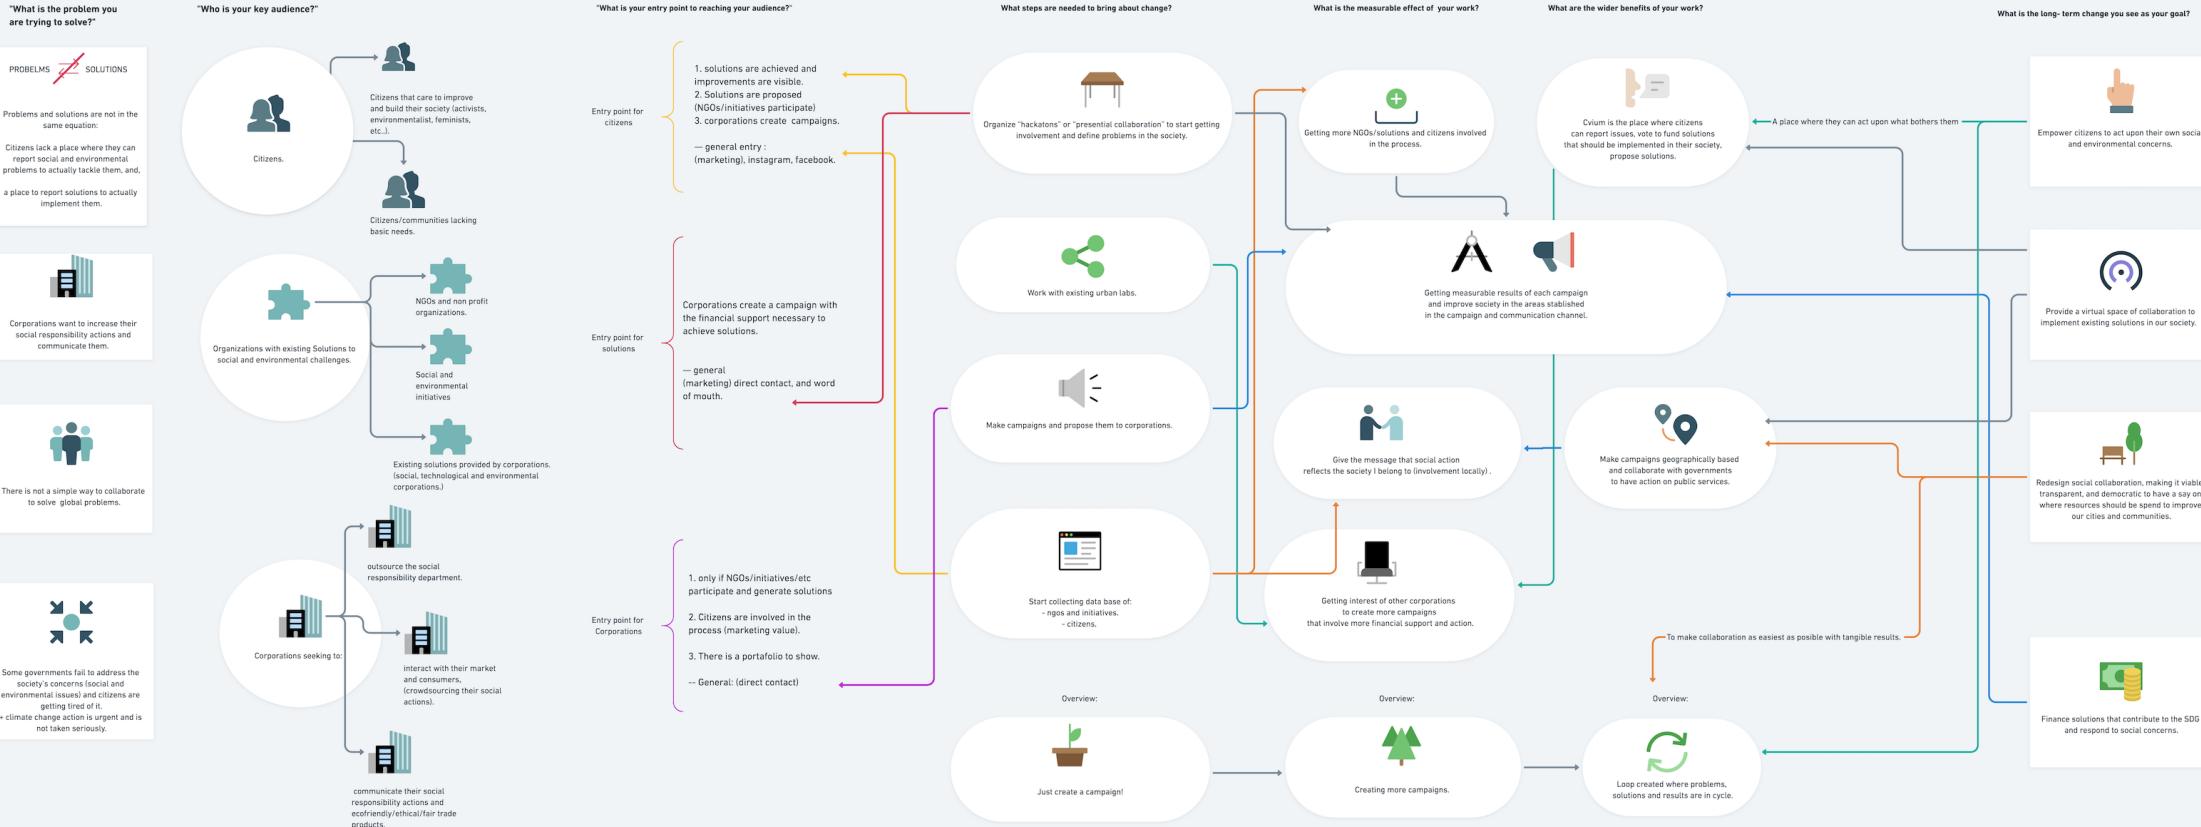 "What is the problem you
are trying to solve?"
PROBELMS
SOLUTIONS
Problems and solutions are not in the
same equation:
Citizens lack a place where they can
report social and environmental
problems to actually tackle them, and,
a place to report solutions to actually
implement them.
Corporations want to increase their
social responsibility actions and
communicate them.
There is not a simple way to collaborate
to solve global problems.
Some governments fail to address the
society's concerns (social and
environmental issues) and citizens are
getting tired of it.
+ climate change action is urgent and is
not taken seriously.
"Who is your key audience?"
Citizens.
Citizens that care to improve
and build their society (activists,
environmentalist, feminists,
etc..).
Citizens/communities lacking
basic needs.
Organizations with existing Solutions to
social and environmental challenges.
NGOs and non profit
organizations.
Social and
environmental
initiatives
Existing solutions provided by corporations.
(social, technological and environmental
corporations.)
Corporations seeking to:
outsource the social
responsibility department.
interact with their market
and consumers,
(crowdsourcing their social
actions).
communicate their social
responsibility actions and
ecofriendly/ethical/fair trade
products.
"What is your entry point to reaching your audience?"
Entry point for
citizens
1. solutions are achieved and
improvements are visible.
2. Solutions are proposed
(NGOs/initiatives participate)
3. corporations create campaigns.
— general entry :
(marketing), instagram, facebook.
Entry point for
solutions
Corporations create a campaign with
the financial support necessary to
achieve solutions.
— general
(marketing) direct contact, and word
of mouth.
Entry point for
Corporations
1. only if NGOs/initiatives/etc
participate and generate solutions
2. Citizens are involved in the
process (marketing value).
3. There is a portafolio to show.
-- General: (direct contact)
What steps are needed to bring about change?
Organize "hackatons" or "presential collaboration" to start getting
involvement and define problems in the society.
Work with existing urban labs.
Make campaigns and propose them to corporations.
Start collecting data base of:
- ngos and initiatives.
- citizens.
Overview:
Just create a campaign!
What is the measurable effect of your work?
Getting more NGOs/solutions and citizens involved
in the process.
Getting measurable results of each campaign
and improve society in the areas stablished
in the campaign and communication channel.
Give the message that social action
reflects the society I belong to (involvement locally) .
Getting interest of other corporations
to create more campaigns
that involve more financial support and action.
Overview:
Creating more campaigns.
What are the wider benefits of your work?
Cvium is the place where citizens
can report issues, vote to fund solutions
that should be implemented in their society,
propose solutions.
A place where they can act upon what bothers them
Make campaigns geographically based
and collaborate with governments
to have action on public services.
To make collaboration as easiest as posible with tangible results.
Overview:
Loop created where problems,
solutions and results are in cycle.
What is the long- term change you see as your goal?
Empower citizens to act upon their own socia
and environmental concerns.
Provide a virtual space of collaboration to
implement existing solutions in our society.
Redesign social collaboration, making it viable
transparent, and democratic to have a say on
where resources should be spend to improve
our cities and communities.
Finance solutions that contribute to the SDG
and respond to social concerns.